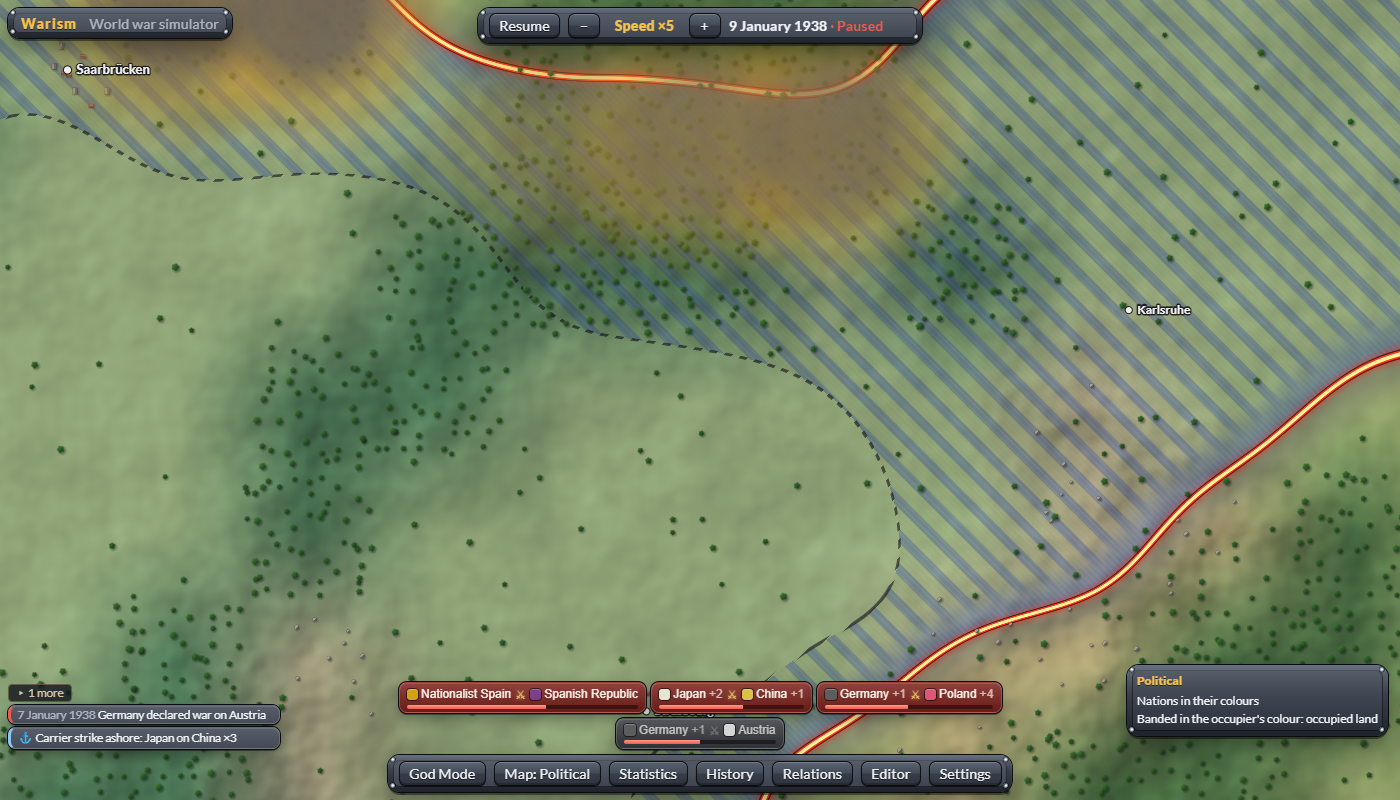 Warism World war simulator
Resume − Speed ×5 + 9 January 1938 · Paused
Saarbrücken
Karlsruhe
1 more
7 January 1938 Germany declared war on Austria
Carrier strike ashore: Japan on China ×3
Nationalist Spain Spanish Republic
Japan +2 China +1
Germany +1 Poland +4
Germany +1 Austria
Political
Nations in their colours
Banded in the occupier's colour: occupied land
God Mode Map: Political Statistics History Relations Editor Settings